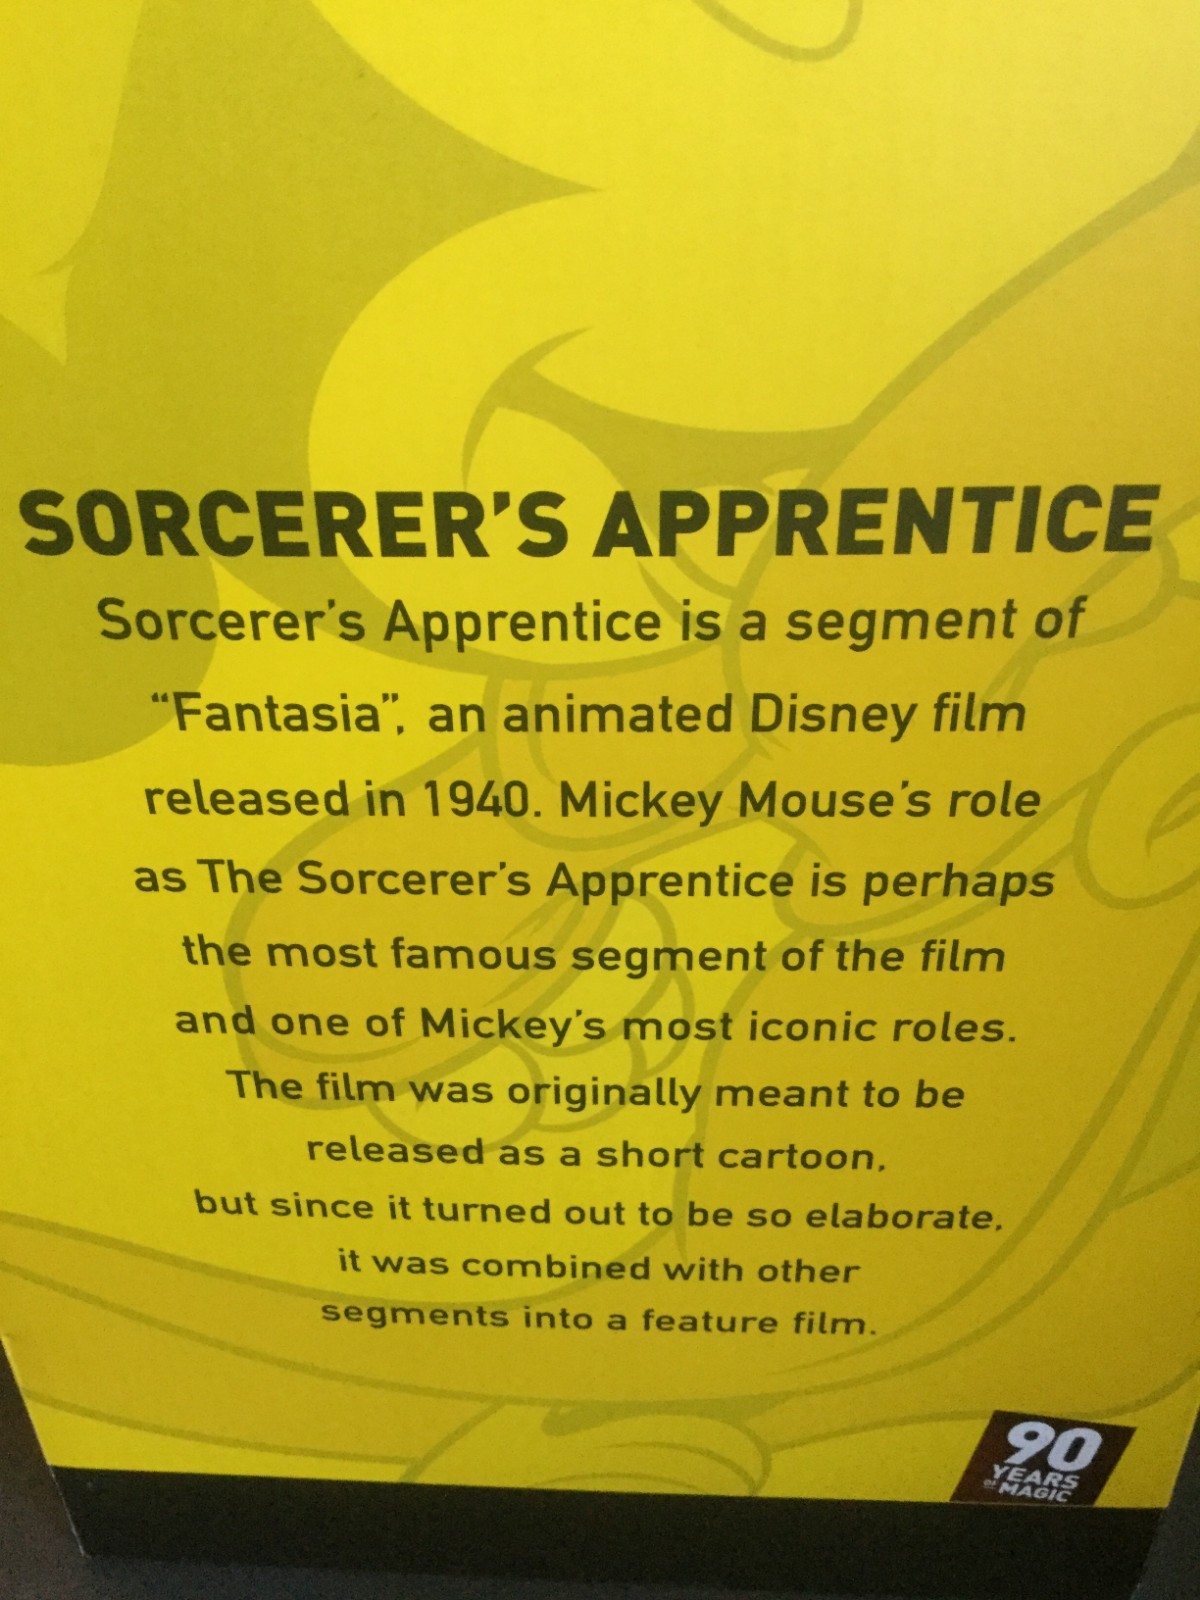 SORCERER'S APPRENTICE
Sorcerer's Apprentice is a segment of
"Fantasia", an animated Disney film
released in 1940. Mickey Mouse's role
as The Sorcerer's Apprentice is perhaps
the most famous segment of the film
and one of Mickey's most iconic roles.
The film was originally meant to be
released as a short cartoon,
but since it turned out to be so elaborate,
it was combined with other
segments into a feature film.
90
YEARS
of MAGIC